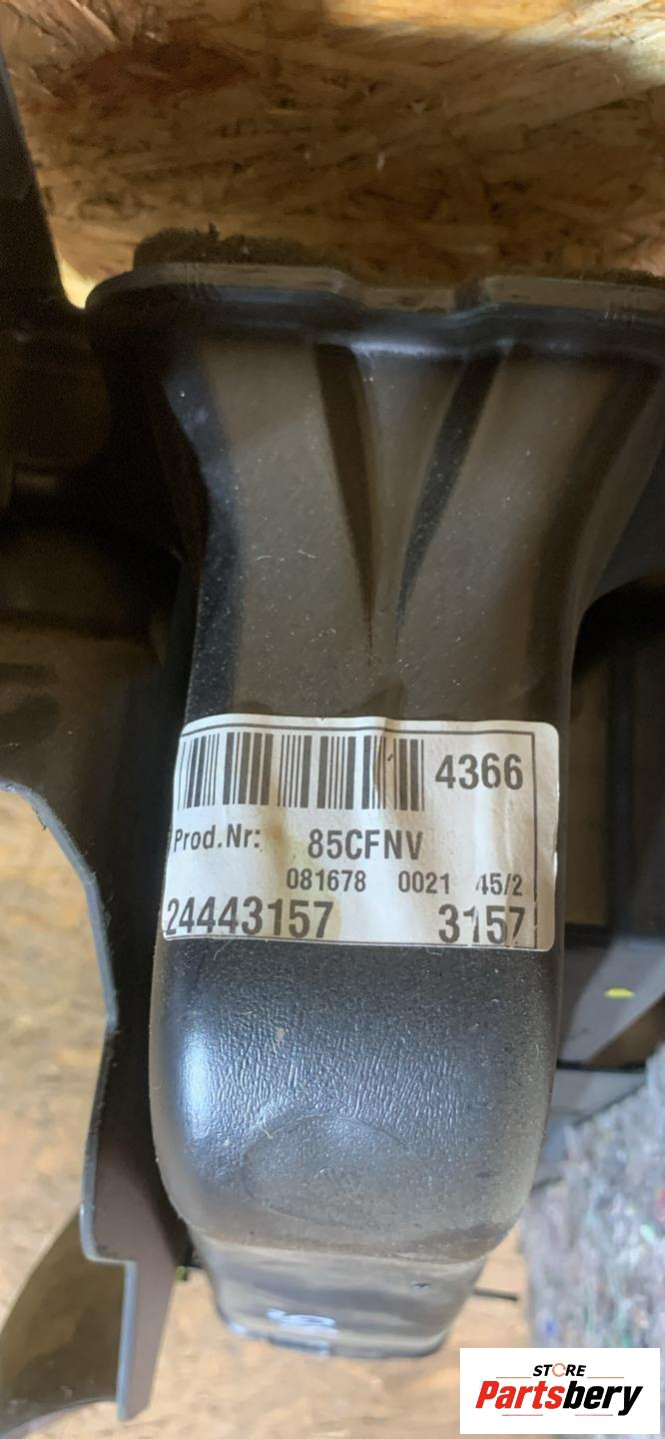 4366
Prod.Nr: 85CFNV
081678 0021 45/2
24443157 3157
STORE
Partsbery